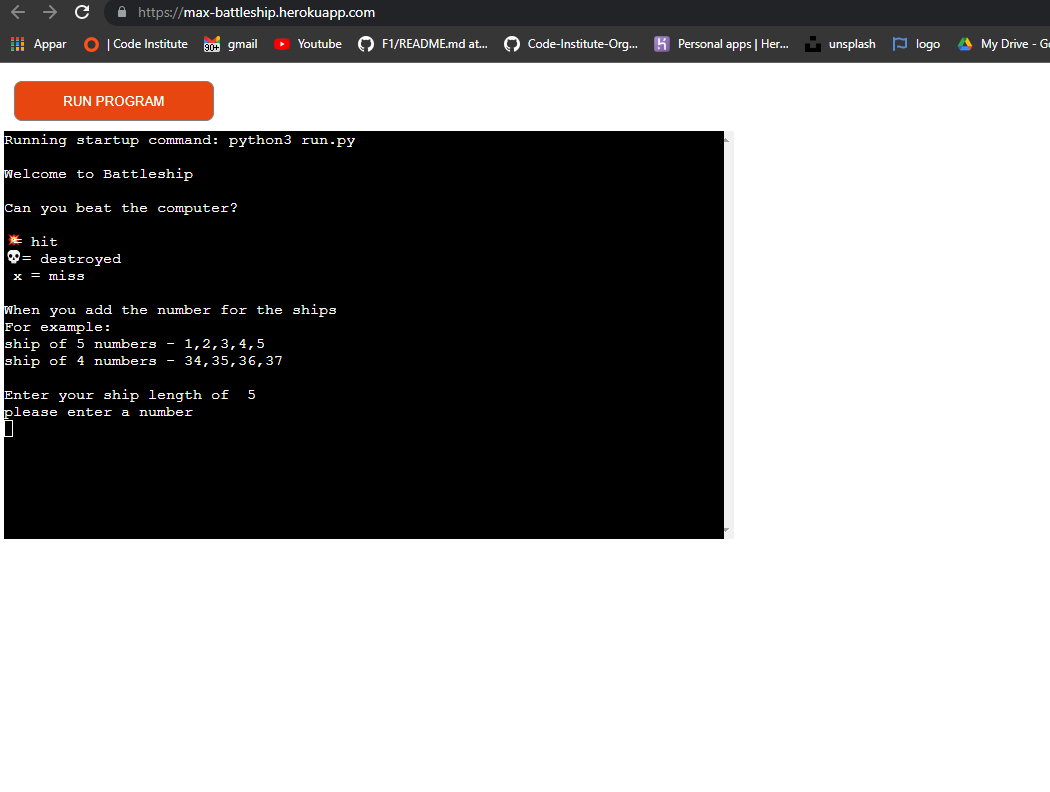 https://max-battleship.herokuapp.com
Appar | Code Institute 90+ gmail Youtube F1/README.md at... Code-Institute-Org... Personal apps | Her... unsplash logo My Drive - Go
RUN PROGRAM
Running startup command: python3 run.py
Welcome to Battleship
Can you beat the computer?
💥= hit
💀= destroyed
x = miss
When you add the number for the ships
For example:
ship of 5 numbers - 1,2,3,4,5
ship of 4 numbers - 34,35,36,37
Enter your ship length of  5
please enter a number